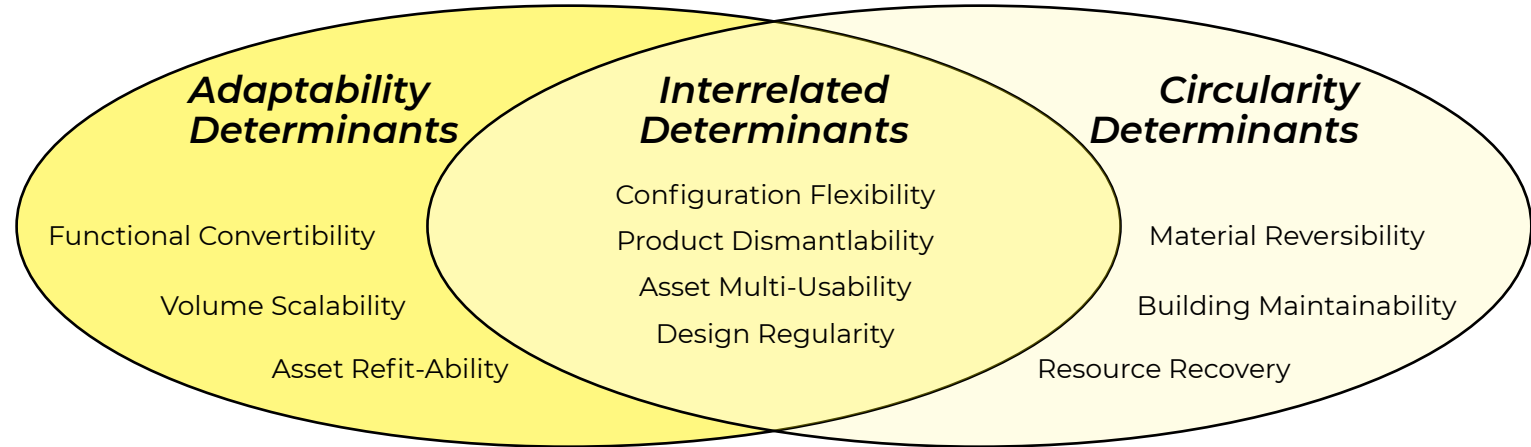 Adaptability
Determinants
Functional Convertibility
Volume Scalability
Asset Refit-Ability
Interrelated
Determinants
Configuration Flexibility
Product Dismantlability
Asset Multi-Usability
Design Regularity
Circularity
Determinants
Material Reversibility
Building Maintainability
Resource Recovery